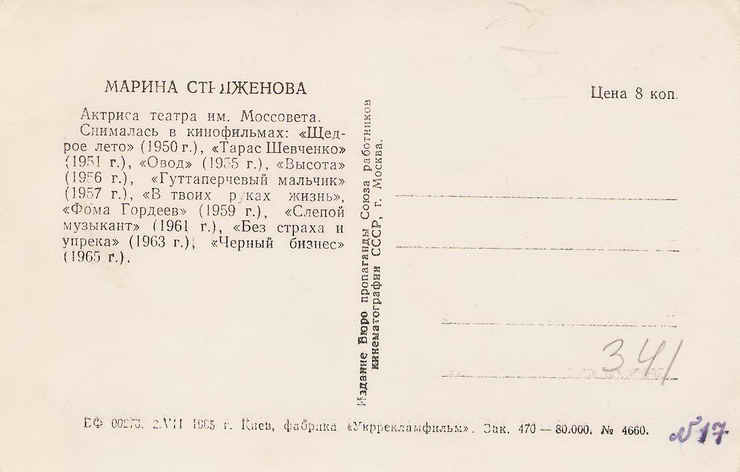 МАРИНА СТРИЖЕНОВА
Цена 8 коп.
Актриса театра им. Моссовета.
Снималась в кинофильмах: «Щед-
рое лето» (1950 г.), «Тарас Шевченко»
(1951 г.), «Овод» (1955 г.), «Высота»
(1956 г.), «Гуттаперчевый мальчик»
(1957 г.), «В твоих руках жизнь»,
«Фома Гордеев» (1959 г.), «Слепой
музыкант» (1961 г.), «Без страха и
упрека» (1963 г.), «Черный бизнес»
(1965 г.).
Издание Бюро пропаганды Союза работников
кинематографии СССР, г. Москва.
341
БФ 00273. 2.VII 1965 г. Киев, фабрика «Укррекламфильм». Зак. 470 — 80.000. № 4660.
№ 17